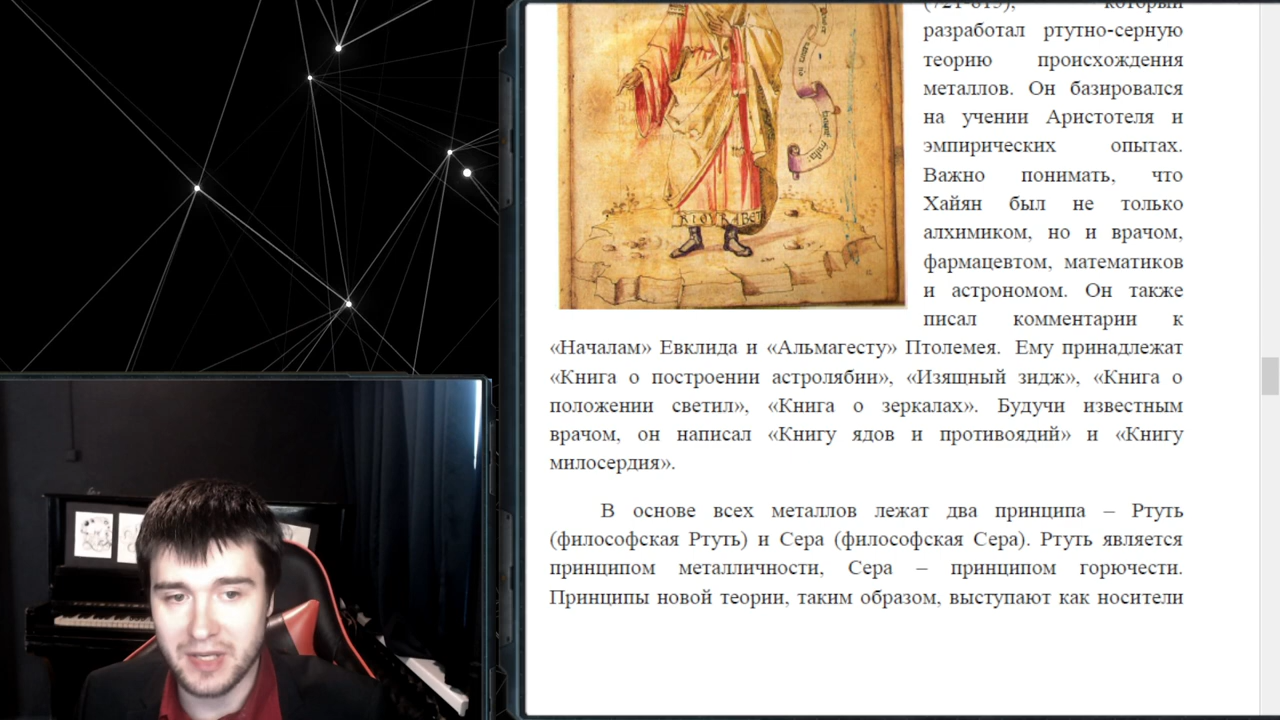 разработал ртутно-серную
теорию происхождения
металлов. Он базировался
на учении Аристотеля и
эмпирических опытах.
Важно понимать, что
Хайян был не только
алхимиком, но и врачом,
фармацевтом, математиков
и астрономом. Он также
писал комментарии к
«Началам» Евклида и «Альмагесту» Птолемея. Ему принадлежат
«Книга о построении астролябии», «Изящный зидж», «Книга о
положении светил», «Книга о зеркалах». Будучи известным
врачом, он написал «Книгу ядов и противоядий» и «Книгу
милосердия».
В основе всех металлов лежат два принципа – Ртуть
(философская Ртуть) и Сера (философская Сера). Ртуть является
принципом металличности, Сера – принципом горючести.
Принципы новой теории, таким образом, выступают как носители